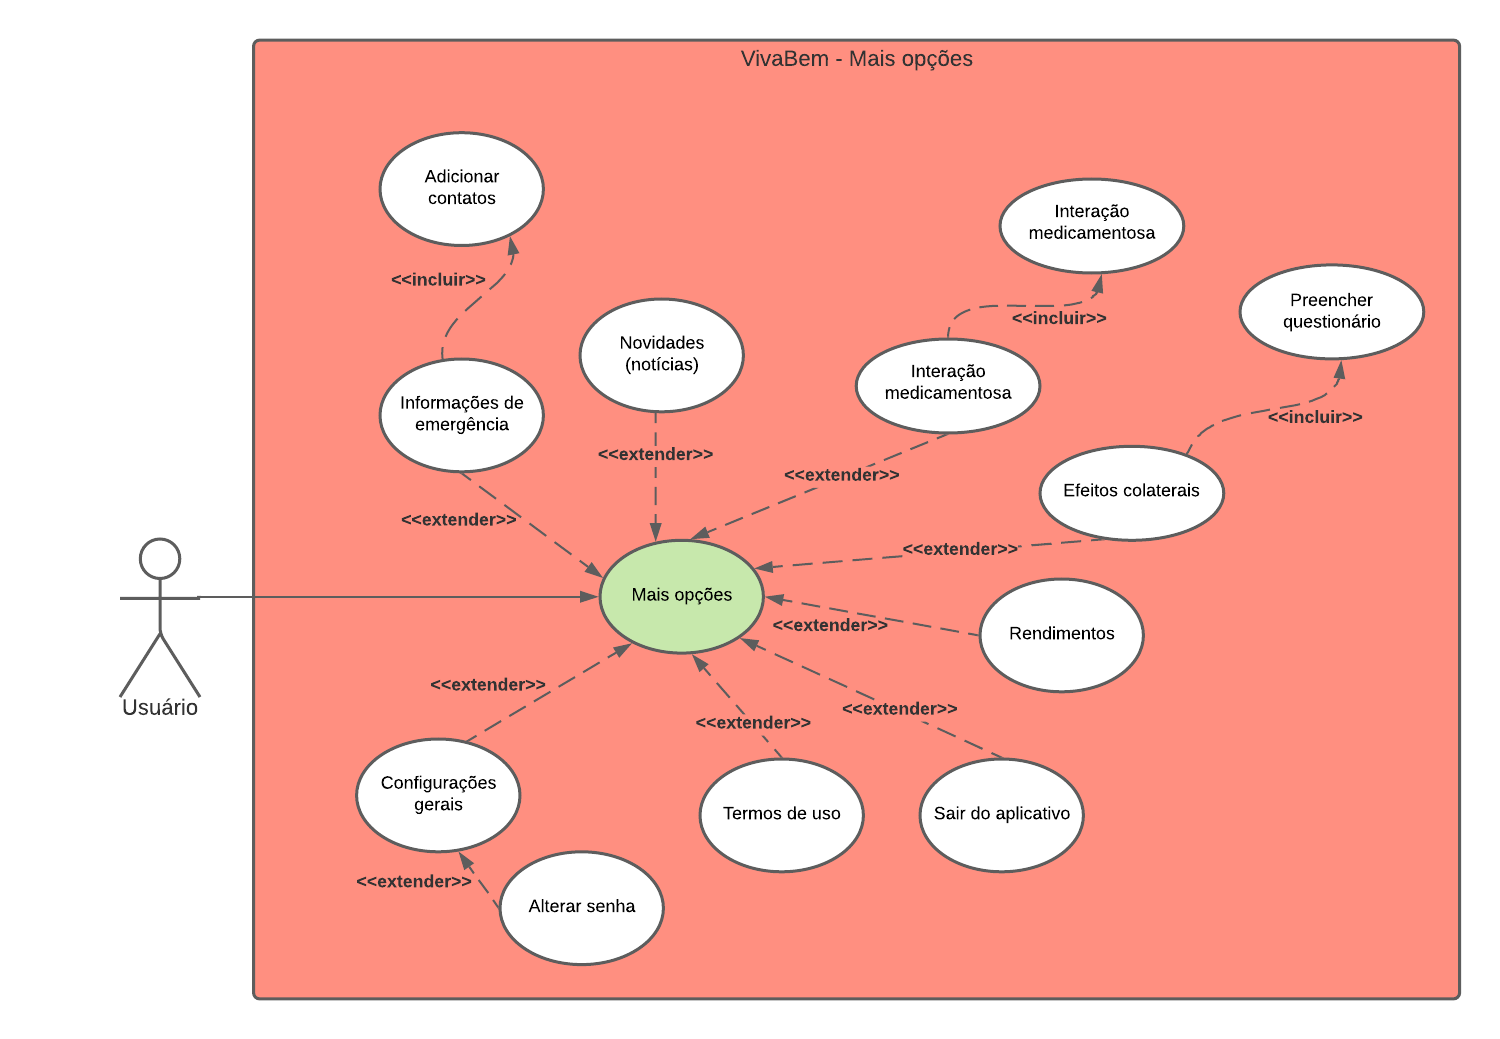 VivaBem - Mais opções
Adicionar
contatos
<<incluir>>
Interação
medicamentosa
<<incluir>>
Preencher
questionário
<<incluir>>
Novidades
(notícias)
Interação
medicamentosa
Informações de
emergência
<<extender>>
<<extender>>
<<extender>>
Efeitos colaterais
<<extender>>
Mais opções
<<extender>>
Rendimentos
Usuário
<<extender>>
<<extender>>
<<extender>>
Configurações
gerais
Termos de uso
Sair do aplicativo
<<extender>>
Alterar senha